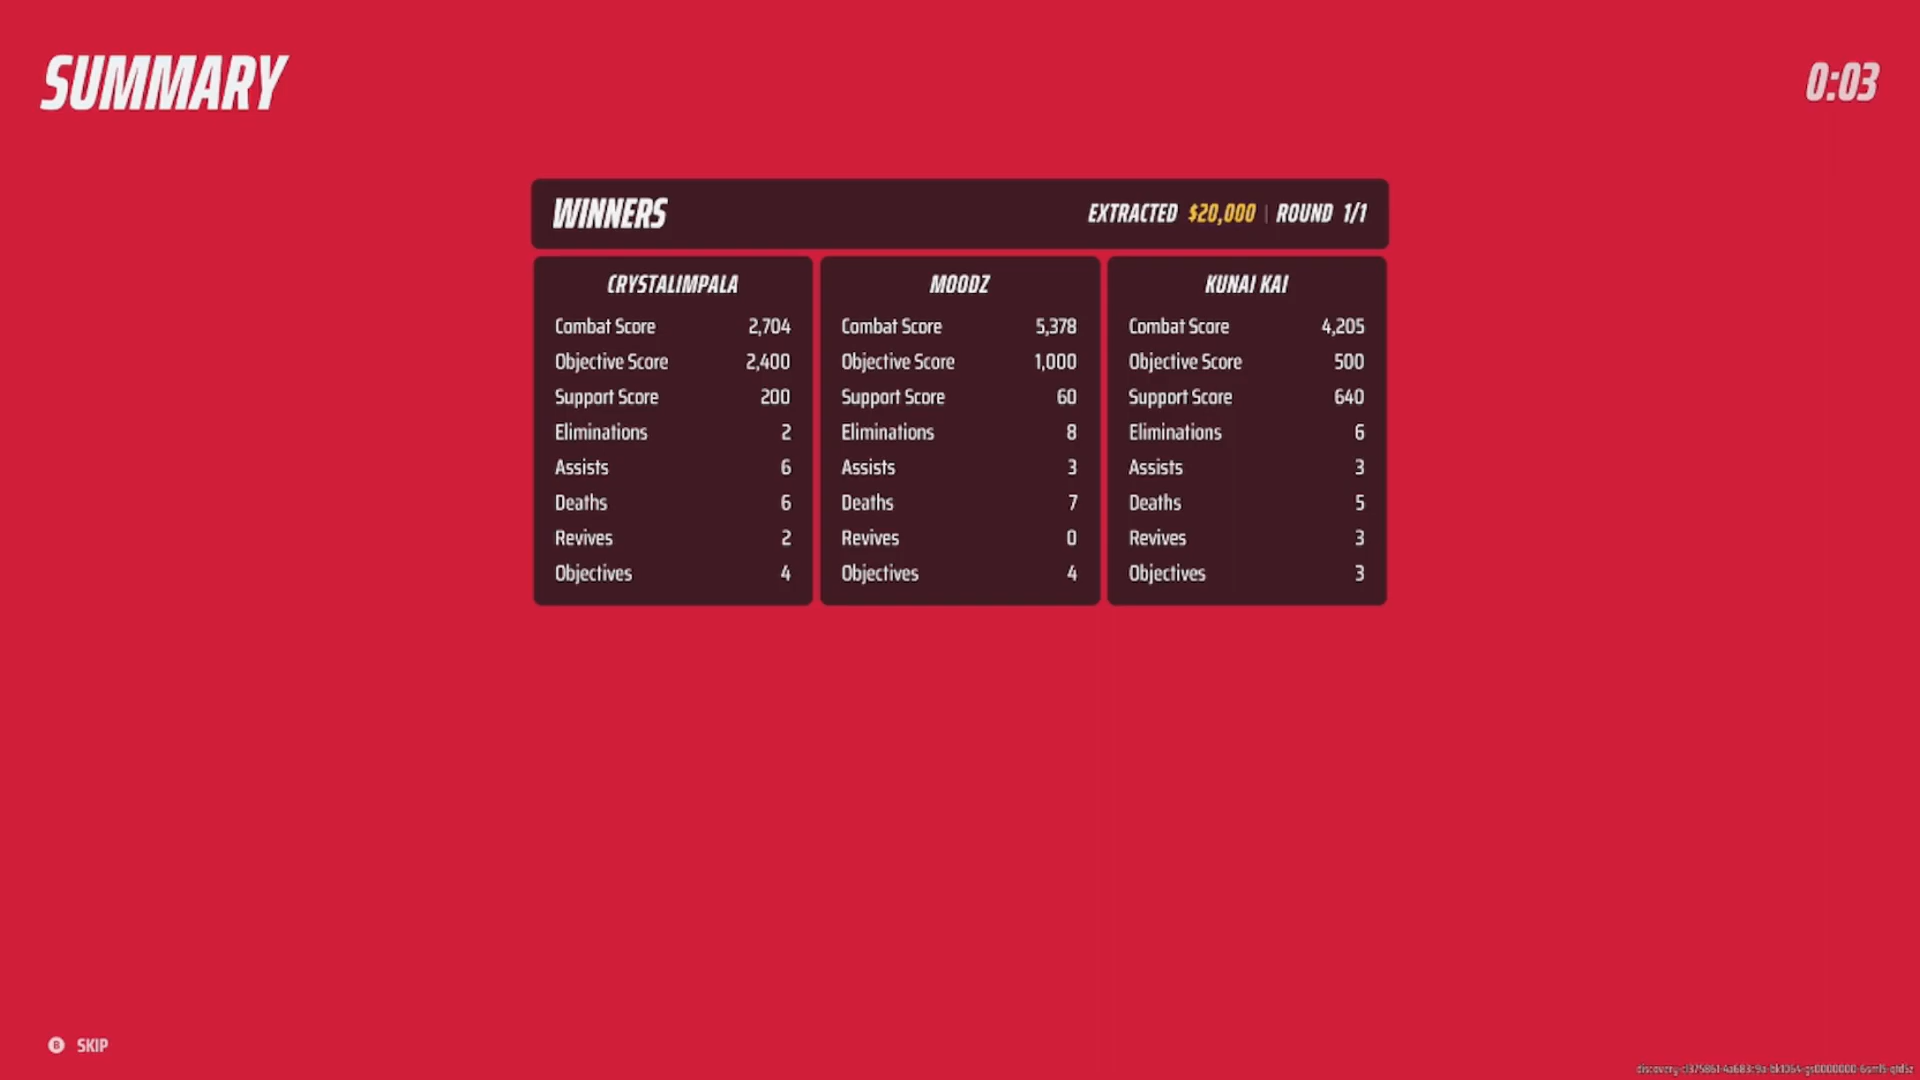 SUMMARY
0:03
WINNERS
EXTRACTED $20,000 | ROUND 1/1
CRYSTALIMPALA
Combat Score 2,704
Objective Score 2,400
Support Score 200
Eliminations 2
Assists 6
Deaths 6
Revives 2
Objectives 4
MOODZ
Combat Score 5,378
Objective Score 1,000
Support Score 60
Eliminations 8
Assists 3
Deaths 7
Revives 0
Objectives 4
KUNAI KAI
Combat Score 4,205
Objective Score 500
Support Score 640
Eliminations 6
Assists 3
Deaths 5
Revives 3
Objectives 3
B SKIP